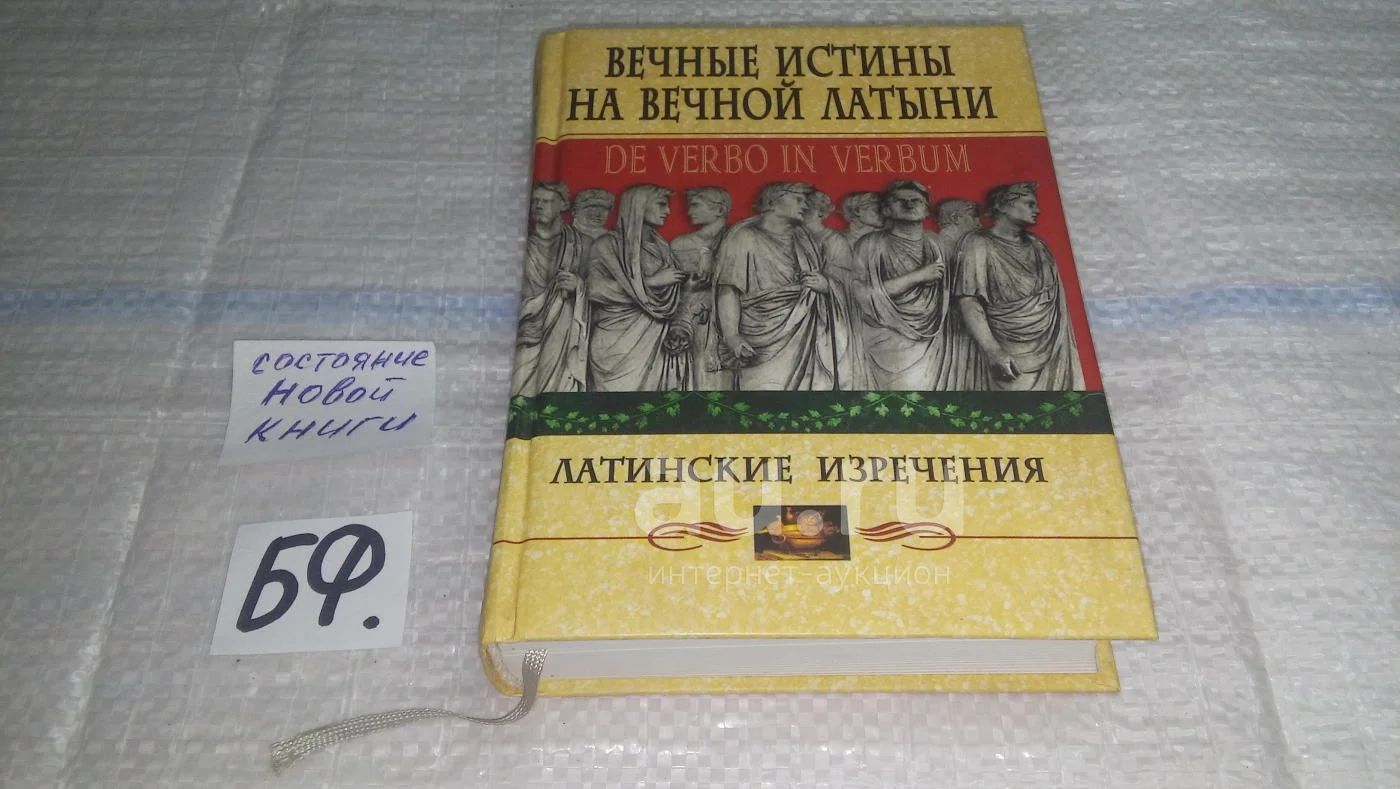 ВЕЧНЫЕ ИСТИНЫ
НА ВЕЧНОЙ ЛАТЫНИ
DE VERBO IN VERBUM
ЛАТИНСКИЕ ИЗРЕЧЕНИЯ
au.ru
интернет-аукцион
состояние
новой
книги
БФ.